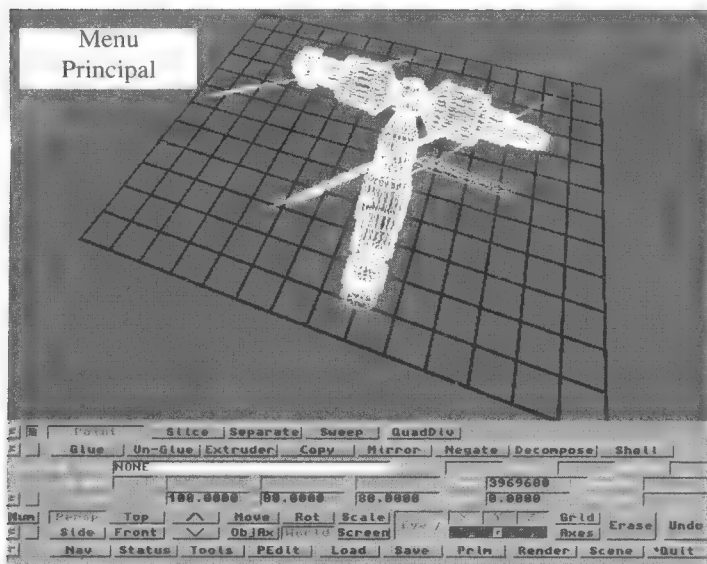 Menu
Principal
Point Slice Separate Sweep QuadDiv
Glue Un-Glue Extruder Copy Mirror Negate Decompose Shell
NONE
3969600
100.0000 80.0000 80.0000 0.0000
Num Persp Top Move Rot Scale Eye X Y Z Grid Erase Undo
Side Front ObjAx World Screen Axes
Nav Status Tools PEdit Load Save Prim Render Scene *Quit